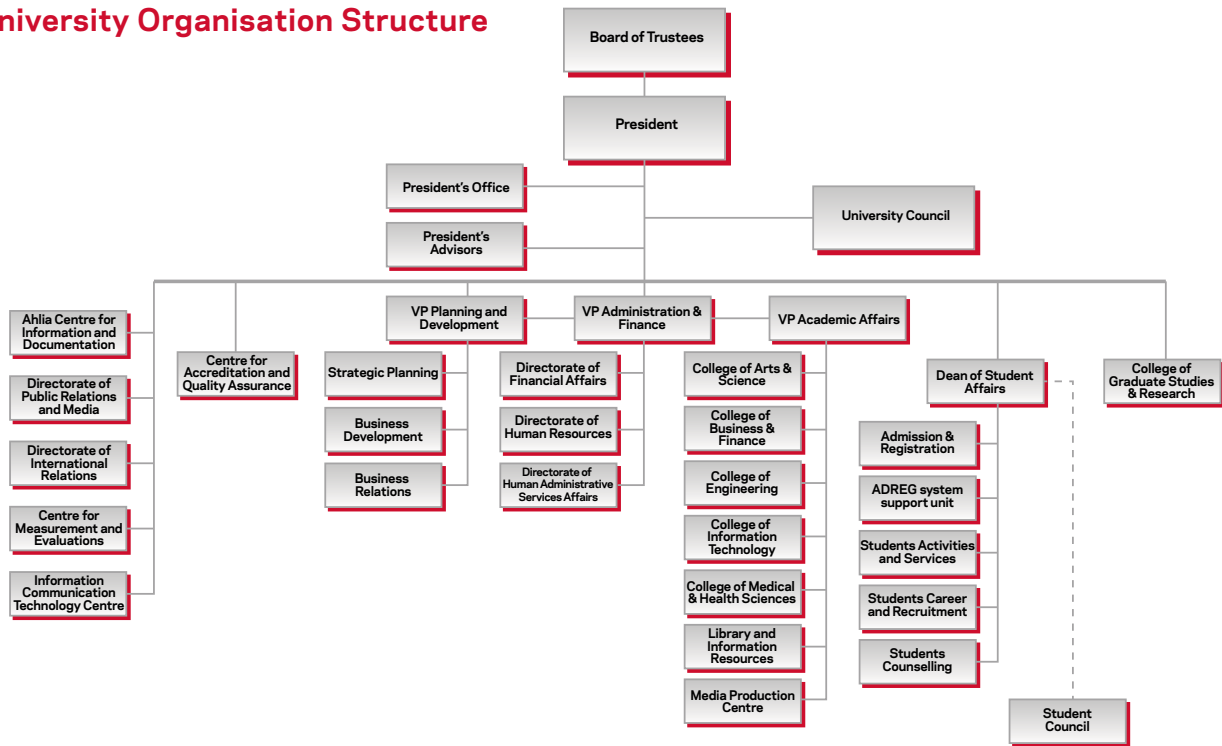 niversity Organisation Structure
Board of Trustees
President
President's Office
University Council
President's
Advisors
VP Planning and
Development
VP Administration &
Finance
VP Academic Affairs
Ahlia Centre for
Information and
Documentation
Directorate of
Public Relations
and Media
Directorate of
International
Relations
Centre for
Measurement and
Evaluations
Information
Communication
Technology Centre
Centre for
Accreditation and
Quality Assurance
Strategic Planning
Business
Development
Business
Relations
Directorate of
Financial Affairs
Directorate of
Human Resources
Directorate of
Human Administrative
Services Affairs
College of Arts &
Science
College of
Business &
Finance
College of
Engineering
College of
Information
Technology
College of Medical
& Health Sciences
Library and
Information
Resources
Media Production
Centre
Dean of Student
Affairs
Admission &
Registration
ADREG system
support unit
Students Activities
and Services
Students Career
and Recruitment
Students
Counselling
Student
Council
College of
Graduate Studies
& Research